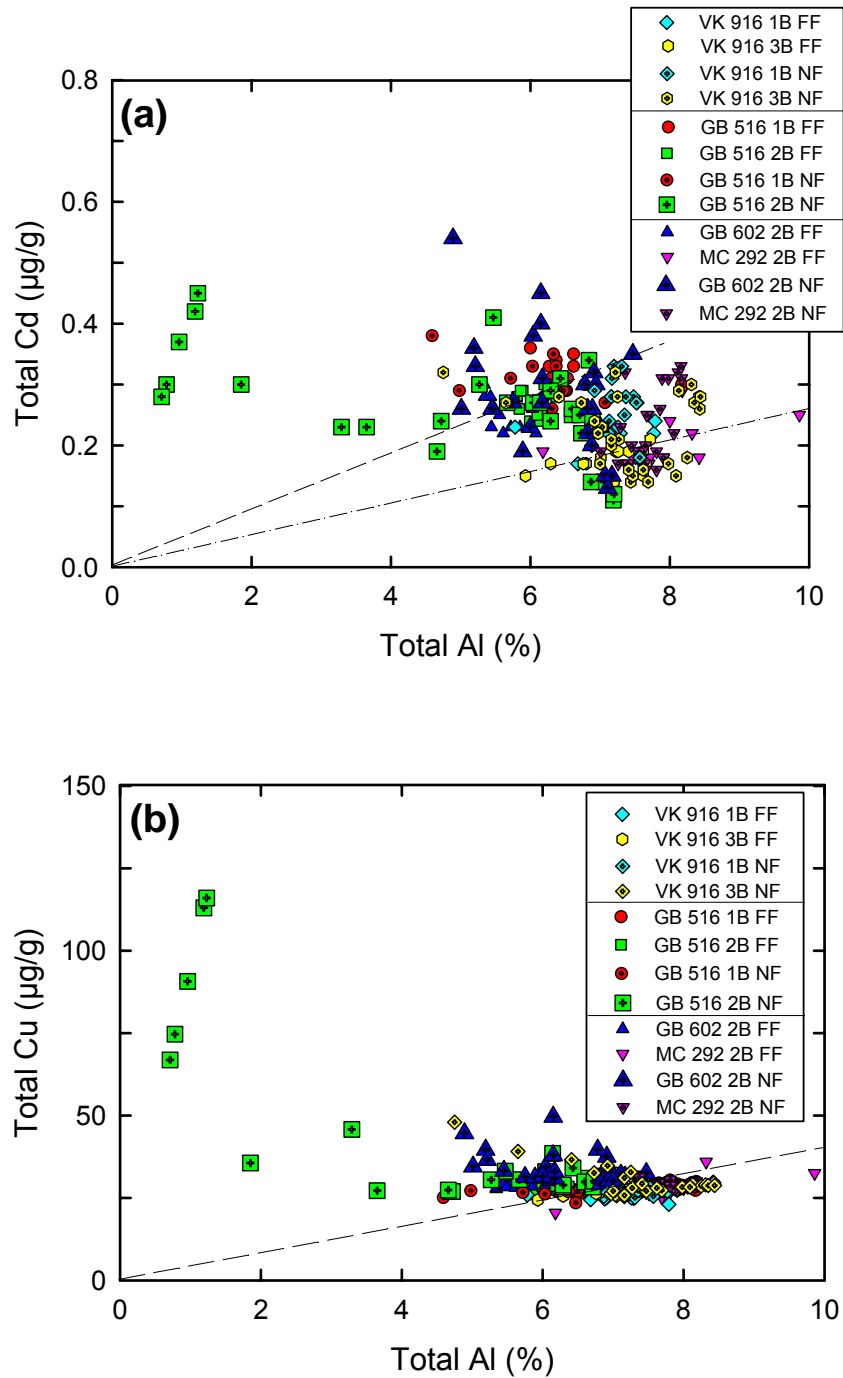 VK 916 1B FF
VK 916 3B FF
VK 916 1B NF
VK 916 3B NF
GB 516 1B FF
GB 516 2B FF
GB 516 1B NF
GB 516 2B NF
GB 602 2B FF
MC 292 2B FF
GB 602 2B NF
MC 292 2B NF
(a)
Total Cd (µg/g)
0.8
0.6
0.4
0.2
0.0
0 2 4 6 8 10
Total Al (%)
(b)
VK 916 1B FF
VK 916 3B FF
VK 916 1B NF
VK 916 3B NF
GB 516 1B FF
GB 516 2B FF
GB 516 1B NF
GB 516 2B NF
GB 602 2B FF
MC 292 2B FF
GB 602 2B NF
MC 292 2B NF
Total Cu (µg/g)
150
100
50
0
0 2 4 6 8 10
Total Al (%)